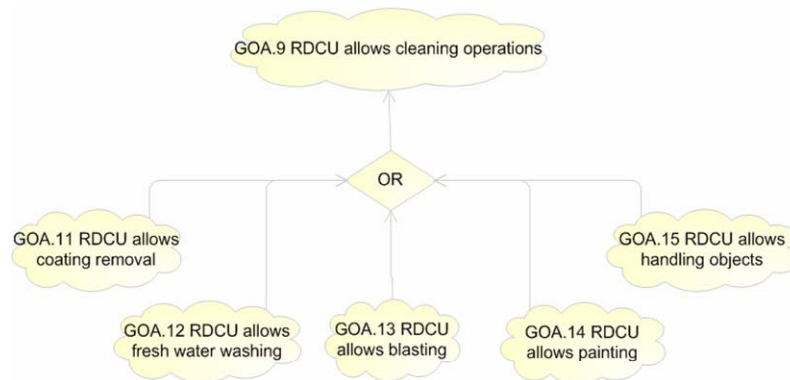 GOA.9 RDCU allows cleaning operations
OR
GOA.11 RDCU allows
coating removal
GOA.15 RDCU allows
handling objects
GOA.12 RDCU allows
fresh water washing
GOA.13 RDCU
allows blasting
GOA.14 RDCU
allows painting